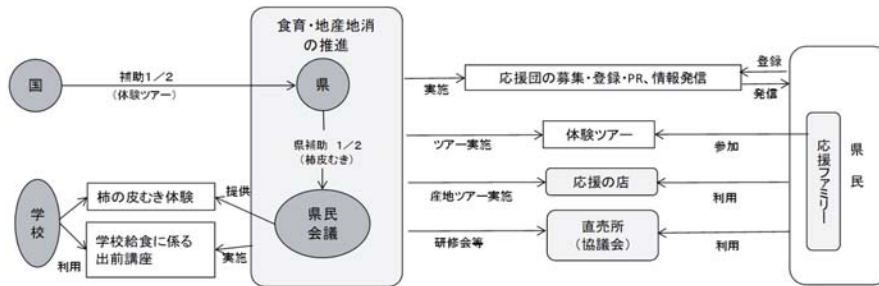 食育・地産地消
の推進
国
補助1／2
(体験ツアー)
県
県補助 1／2
(柿皮むき)
県民
会議
学校
柿の皮むき体験
提供
学校給食に係る
出前講座
利用
実施
実施
応援団の募集・登録・PR、情報発信
登録
発信
ツアー実施
体験ツアー
参加
産地ツアー実施
応援の店
利用
研修会等
直売所
(協議会)
利用
応援ファミリー
県民